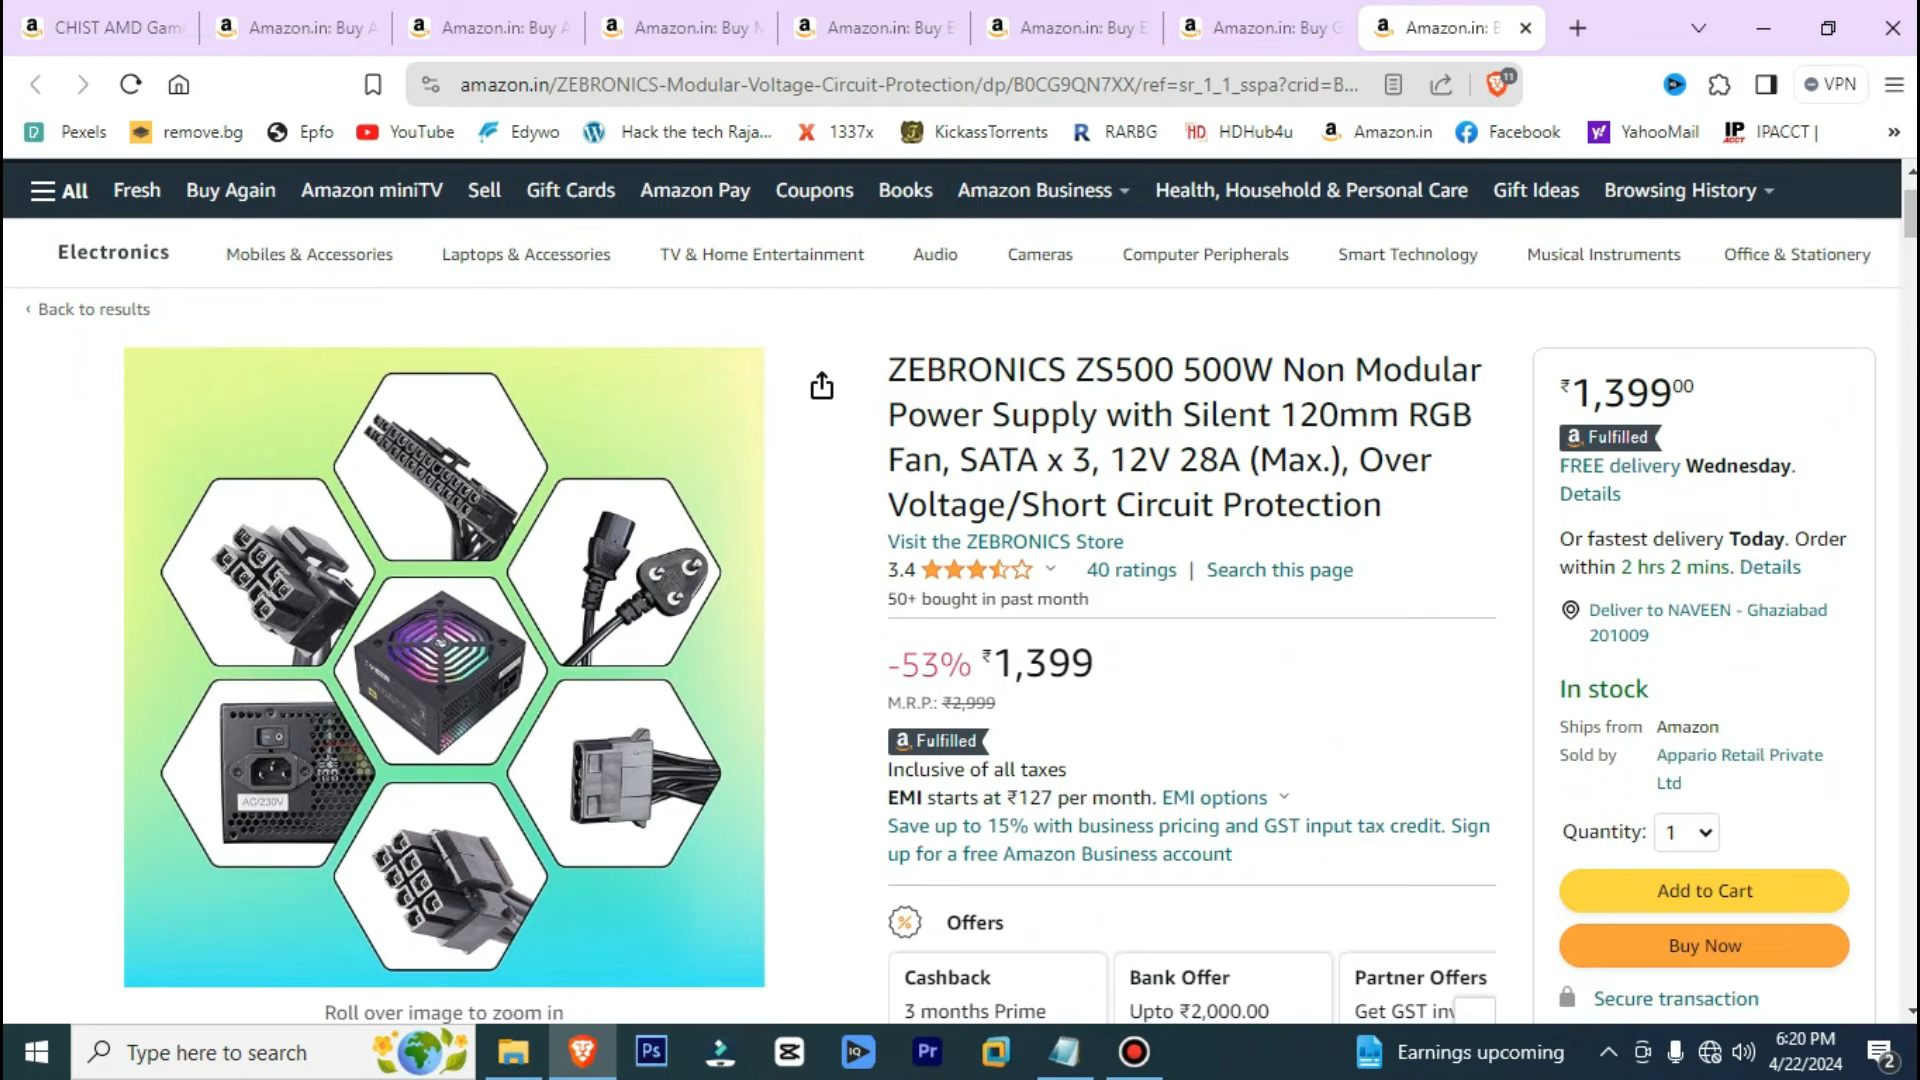 CHIST AMD Gam
Amazon.in: Buy A
Amazon.in: Buy A
Amazon.in: Buy M
Amazon.in: Buy E
Amazon.in: Buy E
Amazon.in: Buy G
Amazon.in: B
amazon.in/ZEBRONICS-Modular-Voltage-Circuit-Protection/dp/B0CG9QN7XX/ref=sr_1_1_sspa?crid=B...
11
VPN
Pexels remove.bg Epfo YouTube Edywo Hack the tech Raja... 1337x KickassTorrents RARBG HDHub4u Amazon.in Facebook YahooMail IPACCT | »
All Fresh Buy Again Amazon miniTV Sell Gift Cards Amazon Pay Coupons Books Amazon Business Health, Household & Personal Care Gift Ideas Browsing History
Electronics Mobiles & Accessories Laptops & Accessories TV & Home Entertainment Audio Cameras Computer Peripherals Smart Technology Musical Instruments Office & Stationery
‹ Back to results
AC/230V
Roll over image to zoom in
ZEBRONICS ZS500 500W Non Modular
Power Supply with Silent 120mm RGB
Fan, SATA x 3, 12V 28A (Max.), Over
Voltage/Short Circuit Protection
Visit the ZEBRONICS Store
3.4 40 ratings | Search this page
50+ bought in past month
-53% ₹1,399
M.R.P.: ₹2,999
a Fulfilled
Inclusive of all taxes
EMI starts at ₹127 per month. EMI options
Save up to 15% with business pricing and GST input tax credit. Sign
up for a free Amazon Business account
Offers
Cashback
3 months Prime
Bank Offer
Upto ₹2,000.00
Partner Offers
Get GST inv
₹1,39900
a Fulfilled
FREE delivery Wednesday.
Details
Or fastest delivery Today. Order
within 2 hrs 2 mins. Details
Deliver to NAVEEN - Ghaziabad
201009
In stock
Ships from Amazon
Sold by Appario Retail Private
Ltd
Quantity: 1
Add to Cart
Buy Now
Secure transaction
Type here to search
Ps
IQ
Pr
Earnings upcoming
6:20 PM
4/22/2024
2